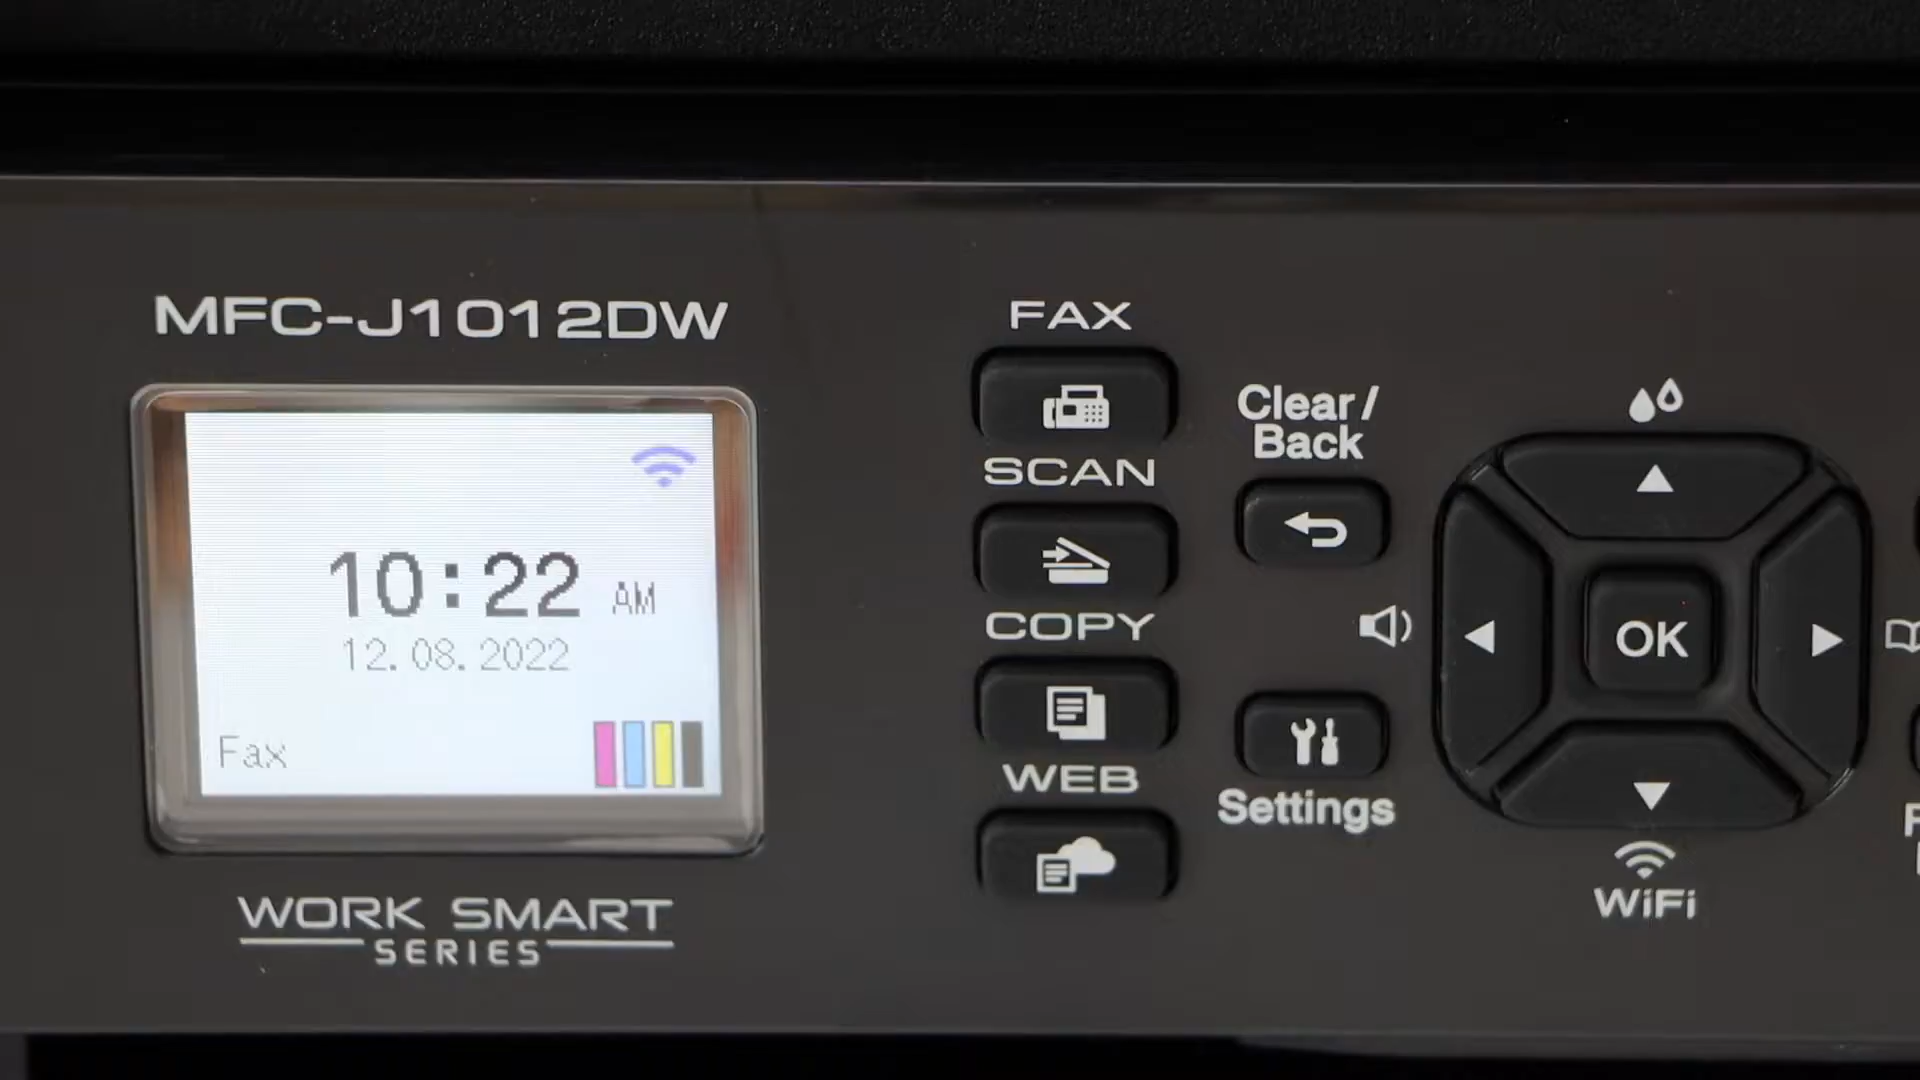 MFC-J1012DW
10:22 AM
12.08.2022
Fax
WORK SMART
SERIES
FAX
SCAN
COPY
WEB
Clear/
Back
Settings
OK
WiFi